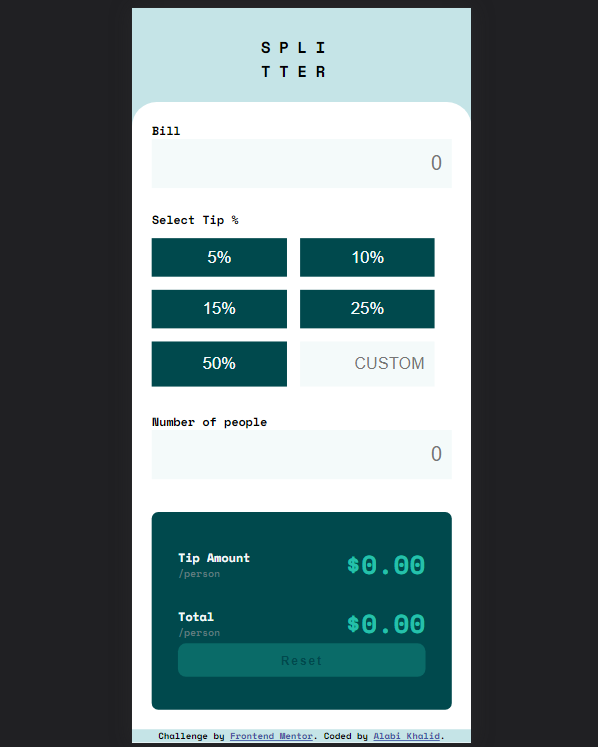 SPLI
TTER
Bill
0
Select Tip %
5% 10%
15% 25%
50% CUSTOM
Number of people
0
Tip Amount $0.00
/person
Total $0.00
/person
Reset
Challenge by Frontend Mentor. Coded by Alabi Khalid.